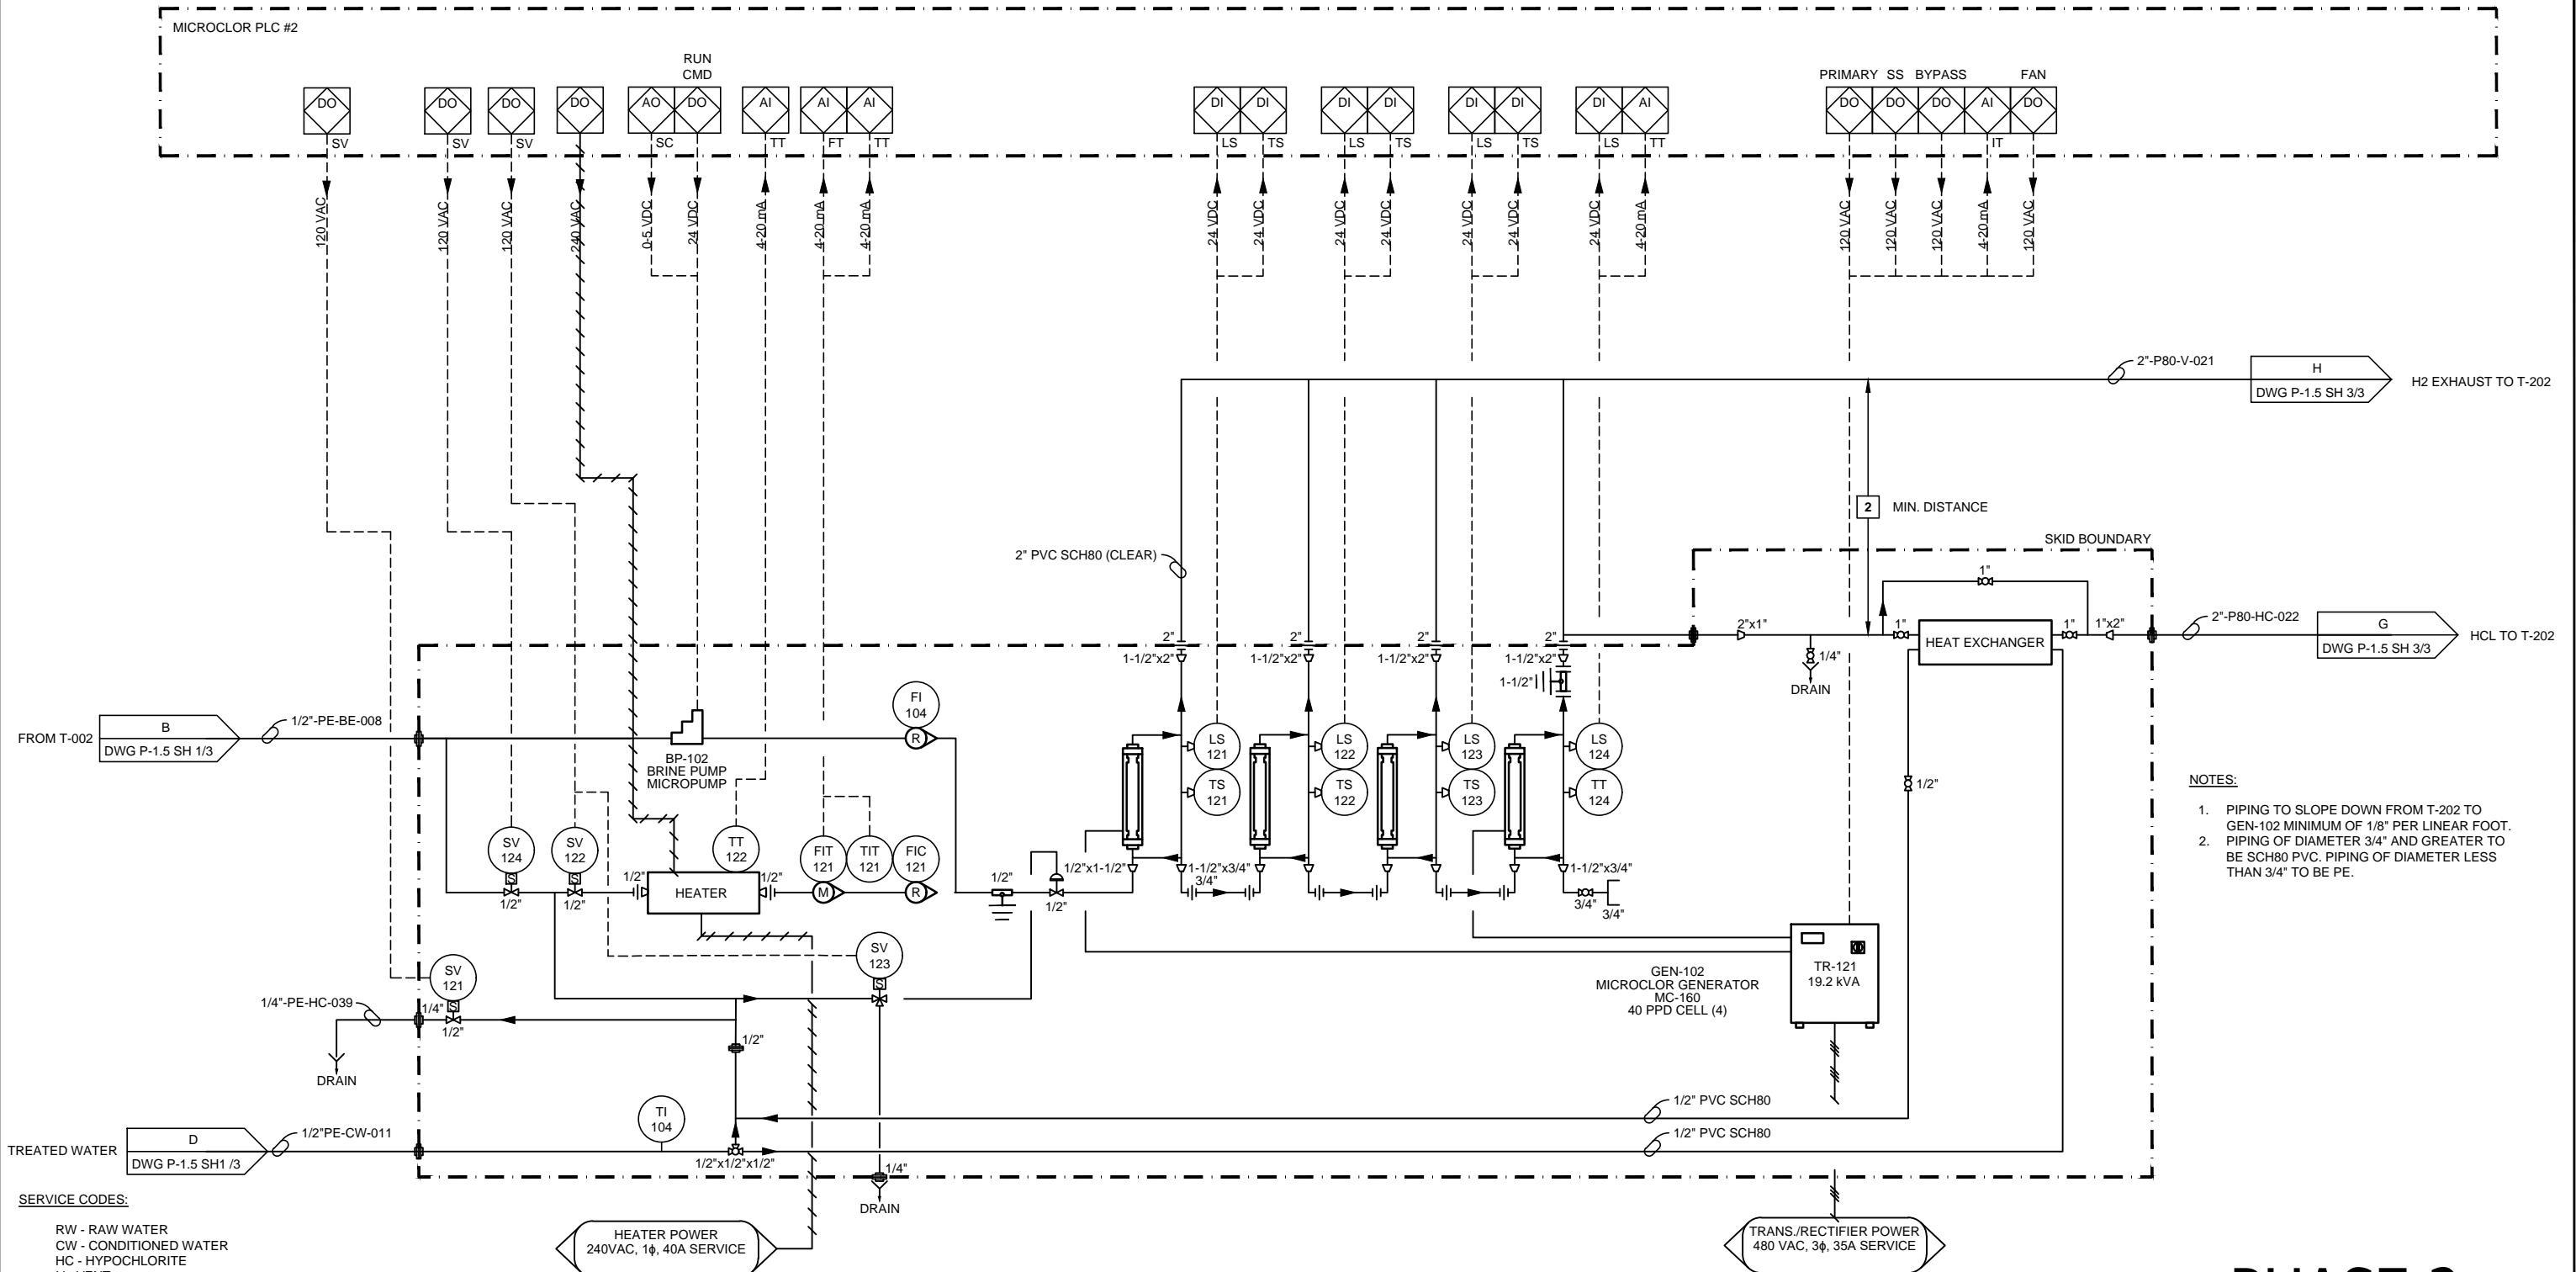 MICROCLOR PLC #2
RUN
CMD
PRIMARY SS BYPASS FAN
DO DO DO DO AO DO AI AI AI DI DI DI DI DI DI DI AI DO DO DO AI DO
SV SV SV SC TT FT TT LS TS LS TS LS TS LS TT IT
120 VAC
120 VAC
120 VAC
240 VAC
0-5 VDC
24 VDC
4-20 mA
4-20 mA
4-20 mA
24 VDC
24 VDC
24 VDC
24 VDC
24 VDC
24 VDC
24 VDC
4-20 mA
120 VAC
120 VAC
120 VAC
4-20 mA
120 VAC
2"-P80-V-021
H
DWG P-1.5 SH 3/3
H2 EXHAUST TO T-202
2 MIN. DISTANCE
2" PVC SCH80 (CLEAR)
SKID BOUNDARY
1"
2"x1"
1"
HEAT EXCHANGER
1"
1"x2"
2"-P80-HC-022
G
DWG P-1.5 SH 3/3
HCL TO T-202
1/4"
DRAIN
2" 2" 2" 2"
1-1/2"x2" 1-1/2"x2" 1-1/2"x2" 1-1/2"x2"
1-1/2"
FI
104
R
FROM T-002
B
DWG P-1.5 SH 1/3
1/2"-PE-BE-008
BP-102
BRINE PUMP
MICROPUMP
LS
121
TS
121
LS
122
TS
122
LS
123
TS
123
LS
124
TT
124
1/2"
NOTES:
1. PIPING TO SLOPE DOWN FROM T-202 TO
GEN-102 MINIMUM OF 1/8" PER LINEAR FOOT.
2. PIPING OF DIAMETER 3/4" AND GREATER TO
BE SCH80 PVC. PIPING OF DIAMETER LESS
THAN 3/4" TO BE PE.
SV
124
S
1/2"
SV
122
S
1/2"
1/2"
HEATER
1/2"
TT
122
FIT
121
M
TIT
121
FIC
121
R
1/2"
1/2"
1/2"x1-1/2"
1-1/2"x3/4"
3/4"
1-1/2"x3/4"
3/4"
3/4"
SV
123
S
SV
121
S
1/4"
1/2"
1/4"-PE-HC-039
DRAIN
1/2"
GEN-102
MICROCLOR GENERATOR
MC-160
40 PPD CELL (4)
TR-121
19.2 kVA
TI
104
1/2" PVC SCH80
1/2" PVC SCH80
TREATED WATER
D
DWG P-1.5 SH1 /3
1/2"PE-CW-011
1/2"x1/2"x1/2"
1/4"
DRAIN
SERVICE CODES:
RW - RAW WATER
CW - CONDITIONED WATER
HC - HYPOCHLORITE
HEATER POWER
240VAC, 1ϕ, 40A SERVICE
TRANS./RECTIFIER POWER
480 VAC, 3ϕ, 35A SERVICE